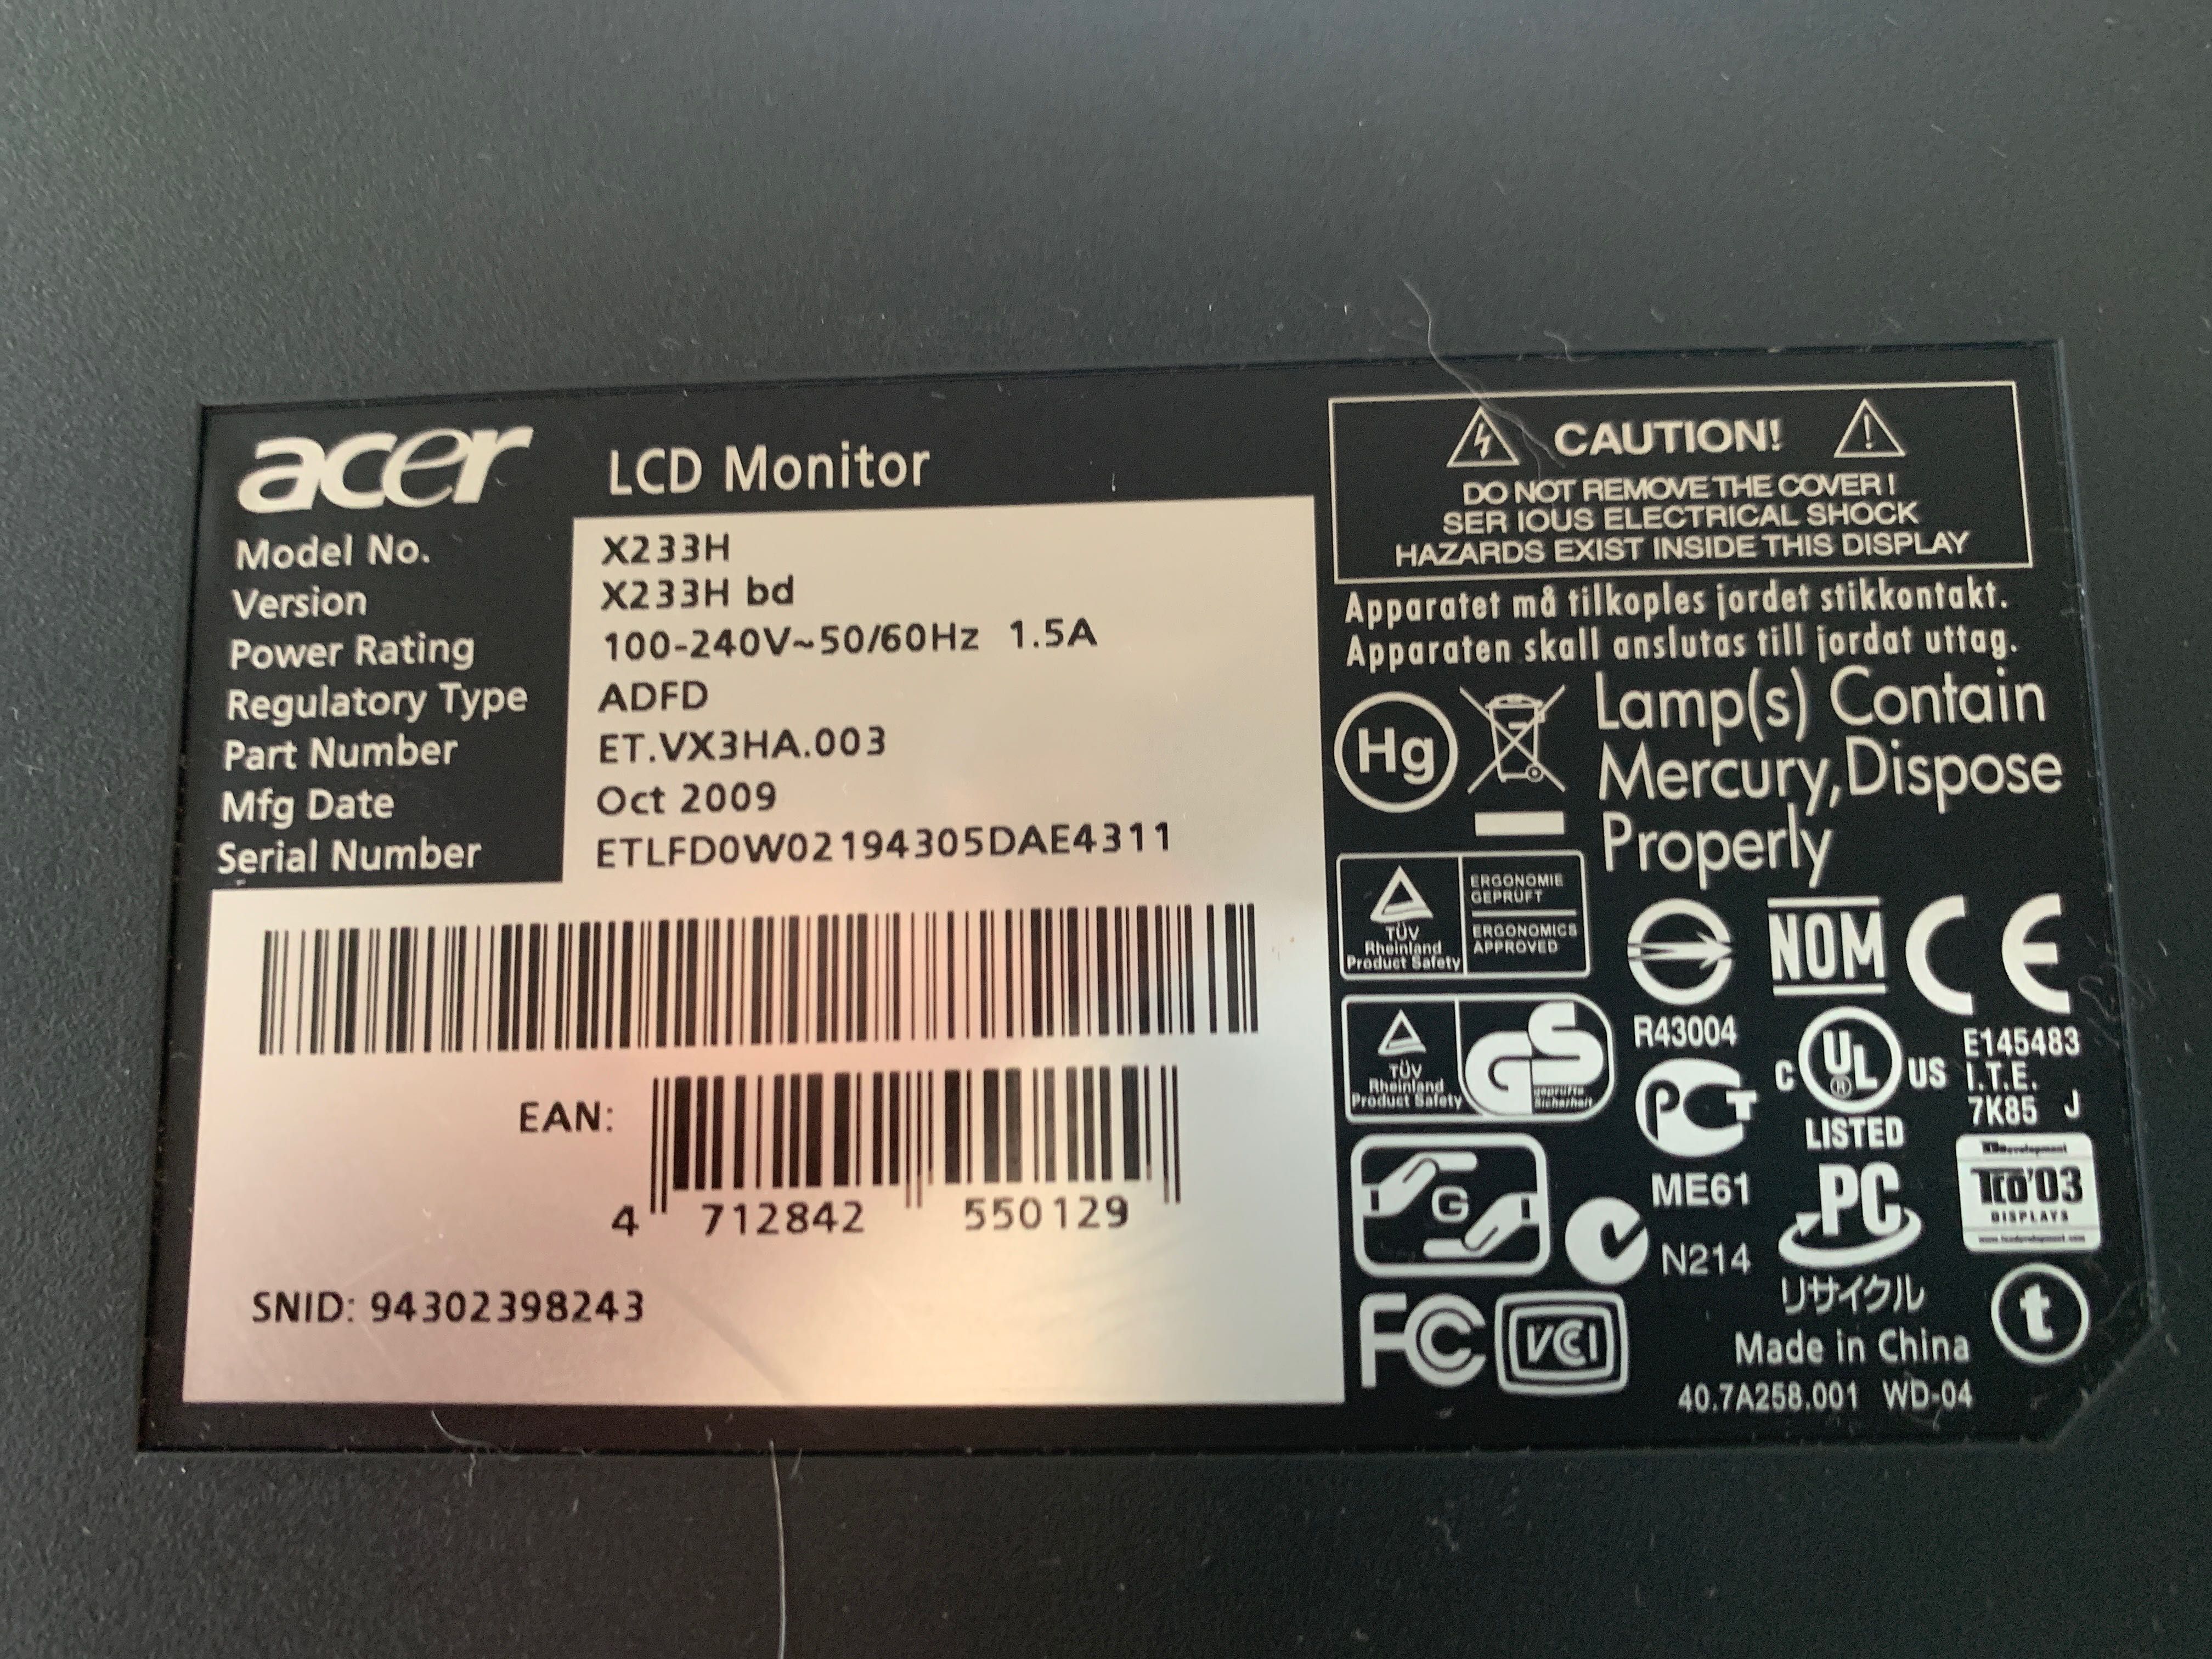 acer LCD Monitor
Model No. X233H
Version X233H bd
Power Rating 100-240V~50/60Hz 1.5A
Regulatory Type ADFD
Part Number ET.VX3HA.003
Mfg Date Oct 2009
Serial Number ETLFD0W02194305DAE4311
EAN:
4 712842 550129
SNID: 94302398243
CAUTION!
DO NOT REMOVE THE COVER !
SER IOUS ELECTRICAL SHOCK
HAZARDS EXIST INSIDE THIS DISPLAY
Apparatet må tilkoples jordet stikkontakt.
Apparaten skall anslutas till jordat uttag.
Hg
Lamp(s) Contain
Mercury,Dispose
Properly
TÜV
Rheinland
Product Safety
ERGONOMIE
GEPRÜFT
ERGONOMICS
APPROVED
R43004
NOM
CE
TÜV
Rheinland
Product Safety
GS
geprüfte
Sicherheit
PCT
ME61
C UL ® US
LISTED
E145483
I.T.E.
7K85 J
G
N214
PC
リサイクル
TCO'03
DISPLAYS
FC
VCCI
t
Made in China
40.7A258.001 WD-04